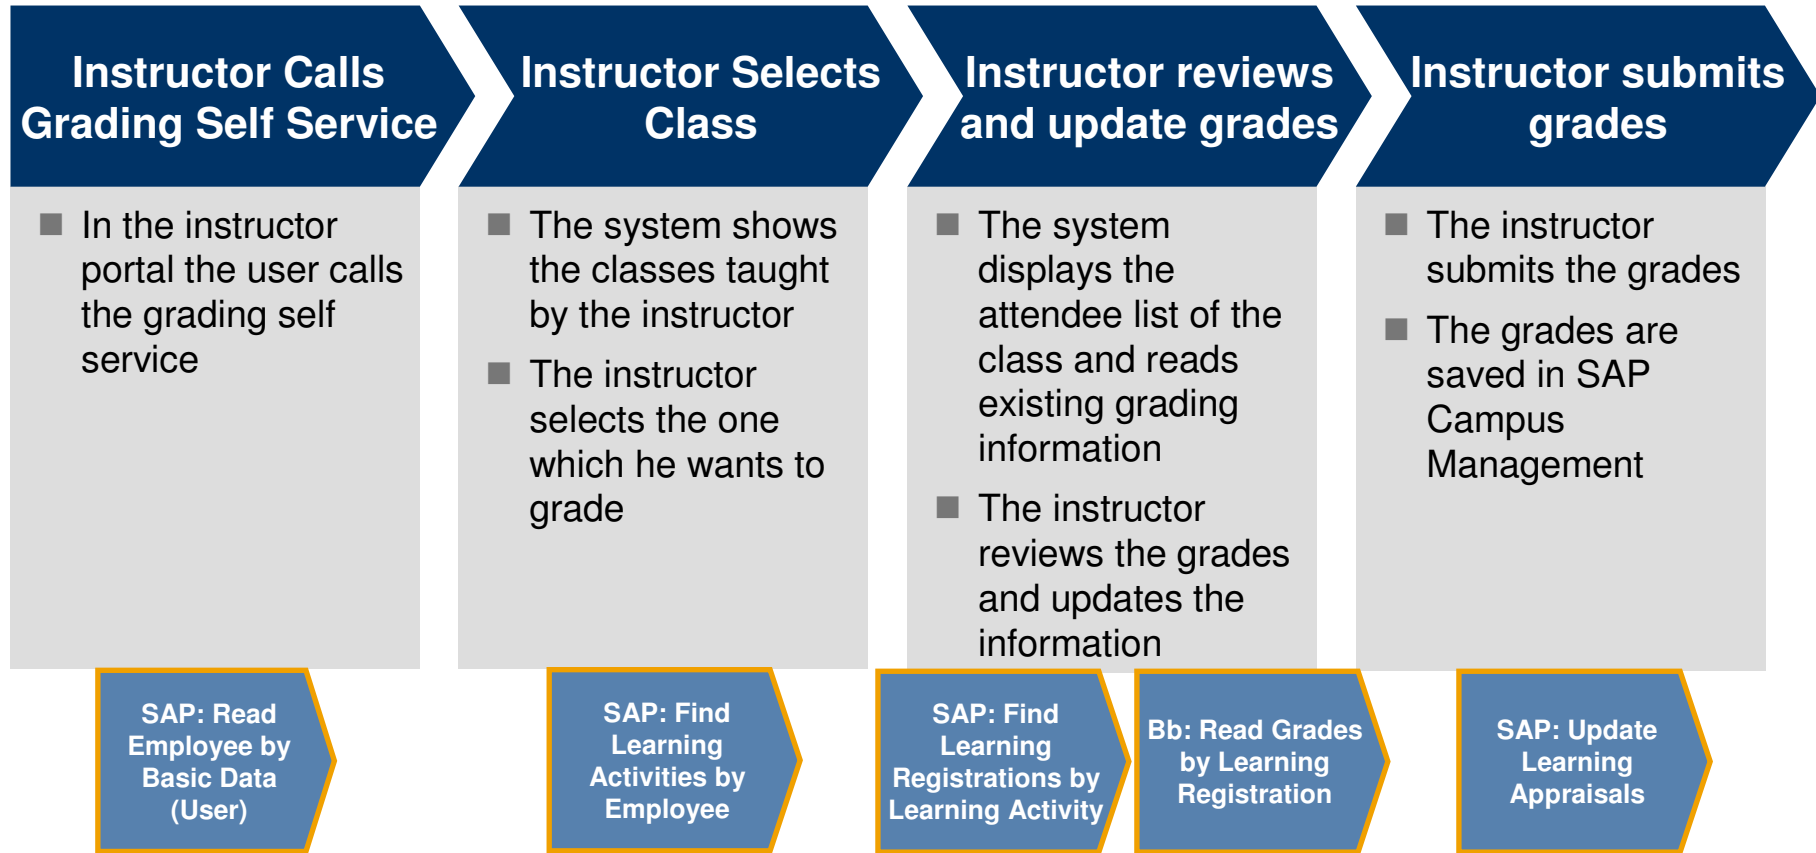 Instructor Calls
Grading Self Service
In the instructor
portal the user calls
the grading self
service
SAP: Read
Employee by
Basic Data
(User)
Instructor Selects
Class
The system shows
the classes taught
by the instructor
The instructor
selects the one
which he wants to
grade
SAP: Find
Learning
Activities by
Employee
Instructor reviews
and update grades
The system
displays the
attendee list of the
class and reads
existing grading
information
The instructor
reviews the grades
and updates the
information
SAP: Find
Learning
Registrations by
Learning Activity
Bb: Read Grades
by Learning
Registration
Instructor submits
grades
The instructor
submits the grades
The grades are
saved in SAP
Campus
Management
SAP: Update
Learning
Appraisals